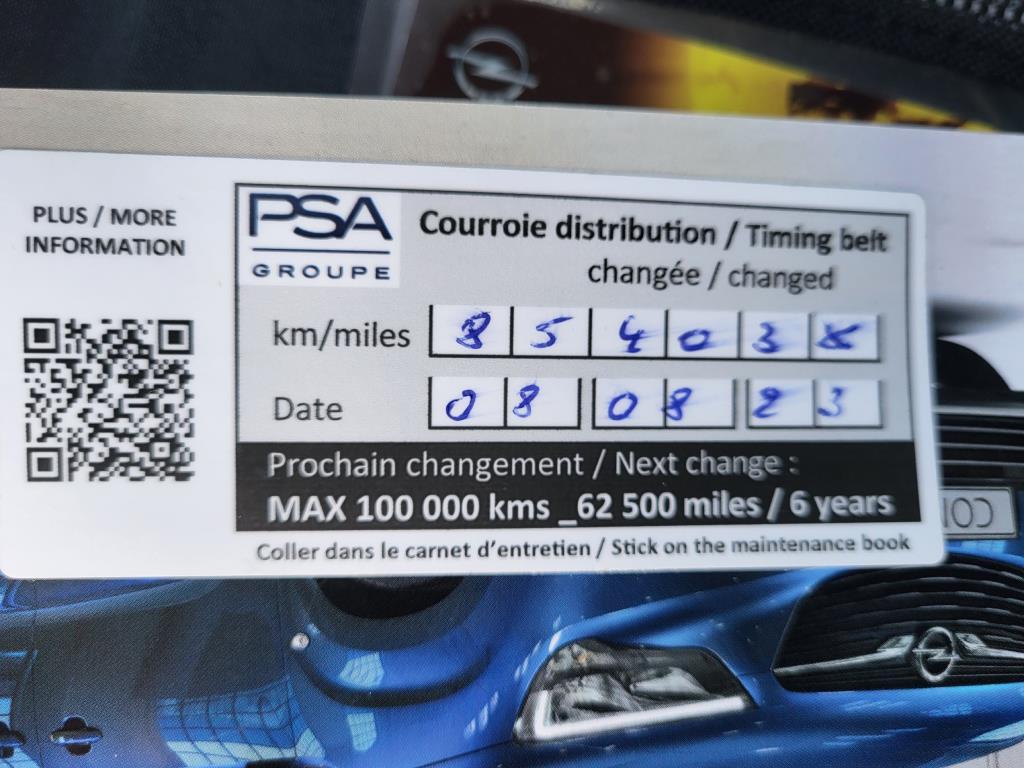 PLUS / MORE
INFORMATION
PSA
GROUPE
Courroie distribution / Timing belt
changée / changed
km/miles 8 5 4 0 3
Date 0 8 0 8 2 3
Prochain changement / Next change :
MAX 100 000 kms _62 500 miles / 6 years
Coller dans le carnet d'entretien / Stick on the maintenance book